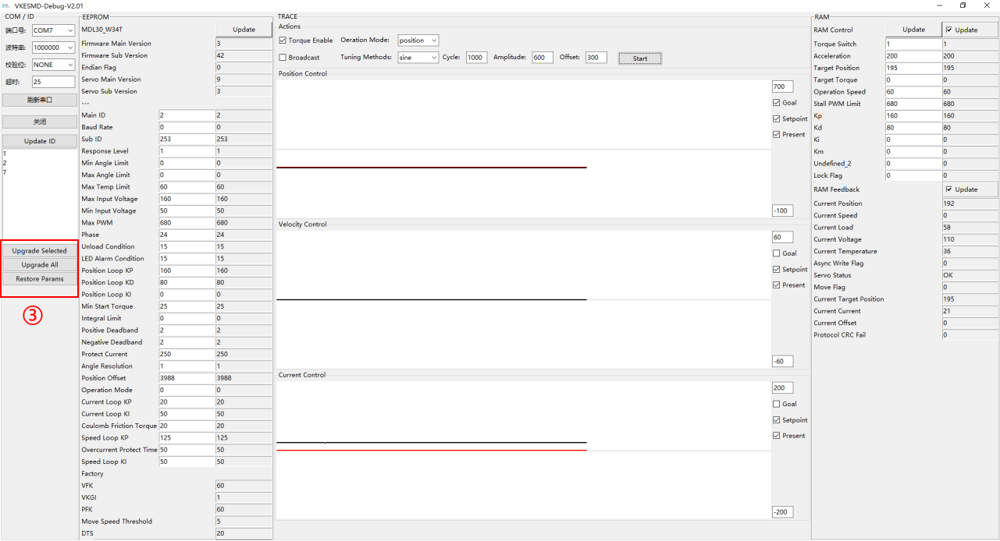 VKESMD-Debug-V2.01
COM / ID
端口号: COM7
波特率: 1000000
校验位: NONE
超时: 25
刷新串口
关闭
Update ID
1
2
7
Upgrade Selected
Upgrade All
Restore Params
③
EEPROM
MDL30_W34T Update
Firmware Main Version 3
Firmware Sub Version 42
Endian Flag 0
Servo Main Version 9
Servo Sub Version 3
---
Main ID 2 2
Baud Rate 0 0
Sub ID 253 253
Response Level 1 1
Min Angle Limit 0 0
Max Angle Limit 0 0
Max Temp Limit 60 60
Max Input Voltage 160 160
Min Input Voltage 50 50
Max PWM 680 680
Phase 24 24
Unload Condition 15 15
LED Alarm Condition 15 15
Position Loop KP 160 160
Position Loop KD 80 80
Position Loop KI 0 0
Min Start Torque 25 25
Integral Limit 0 0
Positive Deadband 2 2
Negative Deadband 2 2
Protect Current 250 250
Angle Resolution 1 1
Position Offset 3988 3988
Operation Mode 0 0
Current Loop KP 20 20
Current Loop KI 50 50
Coulomb Friction Torque 20 20
Speed Loop KP 125 125
Overcurrent Protect Time 50 50
Speed Loop KI 50 50
Factory
VFK 60
VKGI 1
PFK 60
Move Speed Threshold 5
DTS 20
TRACE
Actions
Torque Enable Oeration Mode: position
Broadcast Tuning Methods: sine Cycle: 1000 Amplitude: 600 Offset: 300 Start
Position Control
700
Goal
Setpoint
Present
-100
Velocity Control
60
Goal
Setpoint
Present
-60
Current Control
200
Goal
Setpoint
Present
-200
RAM
RAM Control Update Update
Torque Switch 1 1
Acceleration 200 200
Target Position 195 195
Target Torque 0 0
Operation Speed 60 60
Stall PWM Limit 680 680
Kp 160 160
Kd 80 80
Ki 0 0
Km 0 0
Undefined_2 0 0
Lock Flag 0 0
RAM Feedback Update
Current Position 192
Current Speed 0
Current Load 58
Current Voltage 110
Current Temperature 36
Async Write Flag 0
Servo Status OK
Move Flag 0
Current Target Position 195
Current Current 21
Current Offset 0
Protocol CRC Fail 0